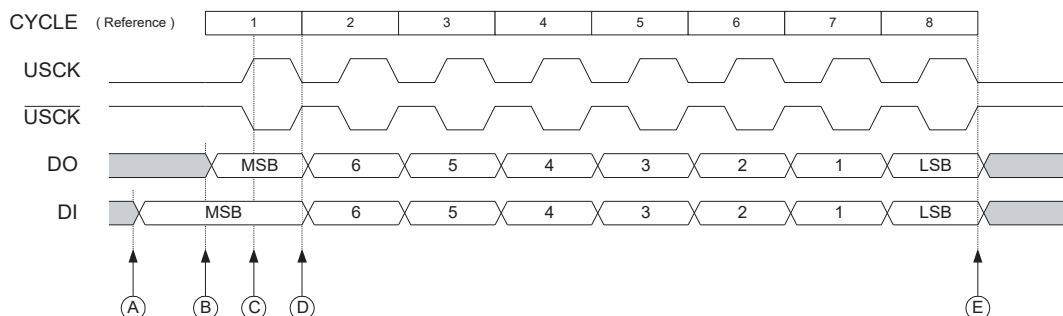 CYCLE ( Reference ) 1 2 3 4 5 6 7 8
USCK
USCK
DO MSB 6 5 4 3 2 1 LSB
DI MSB 6 5 4 3 2 1 LSB
A B C D E